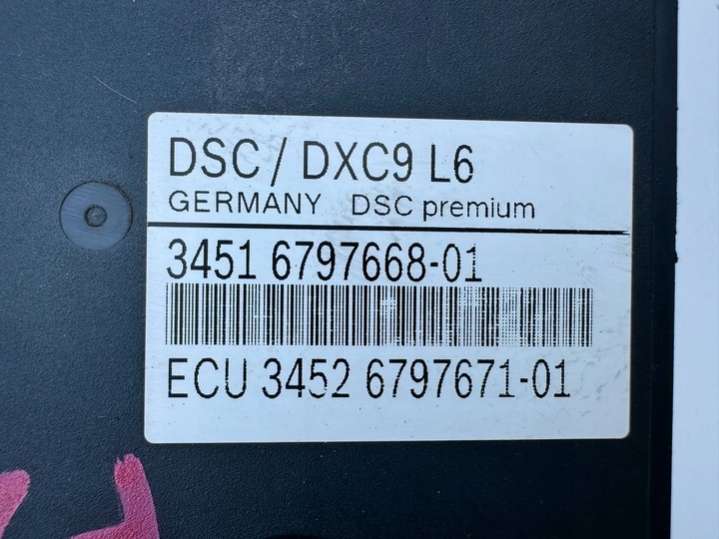 DSC / DXC9 L6
GERMANY DSC premium
3451 6797668-01
ECU 3452 6797671-01